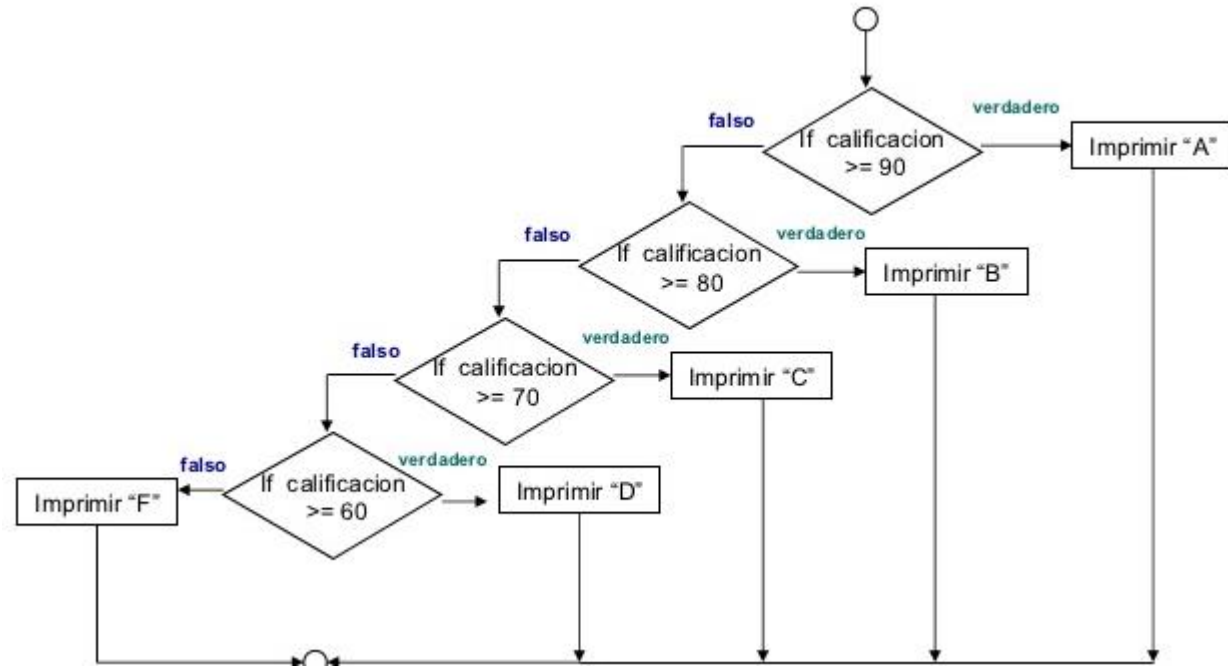 verdadero
falso
If calificacion
>= 90
Imprimir “A”
falso
verdadero
If calificacion
>= 80
Imprimir “B”
falso
verdadero
If calificacion
>= 70
Imprimir “C”
falso
verdadero
If calificacion
>= 60
Imprimir “D”
Imprimir “F”